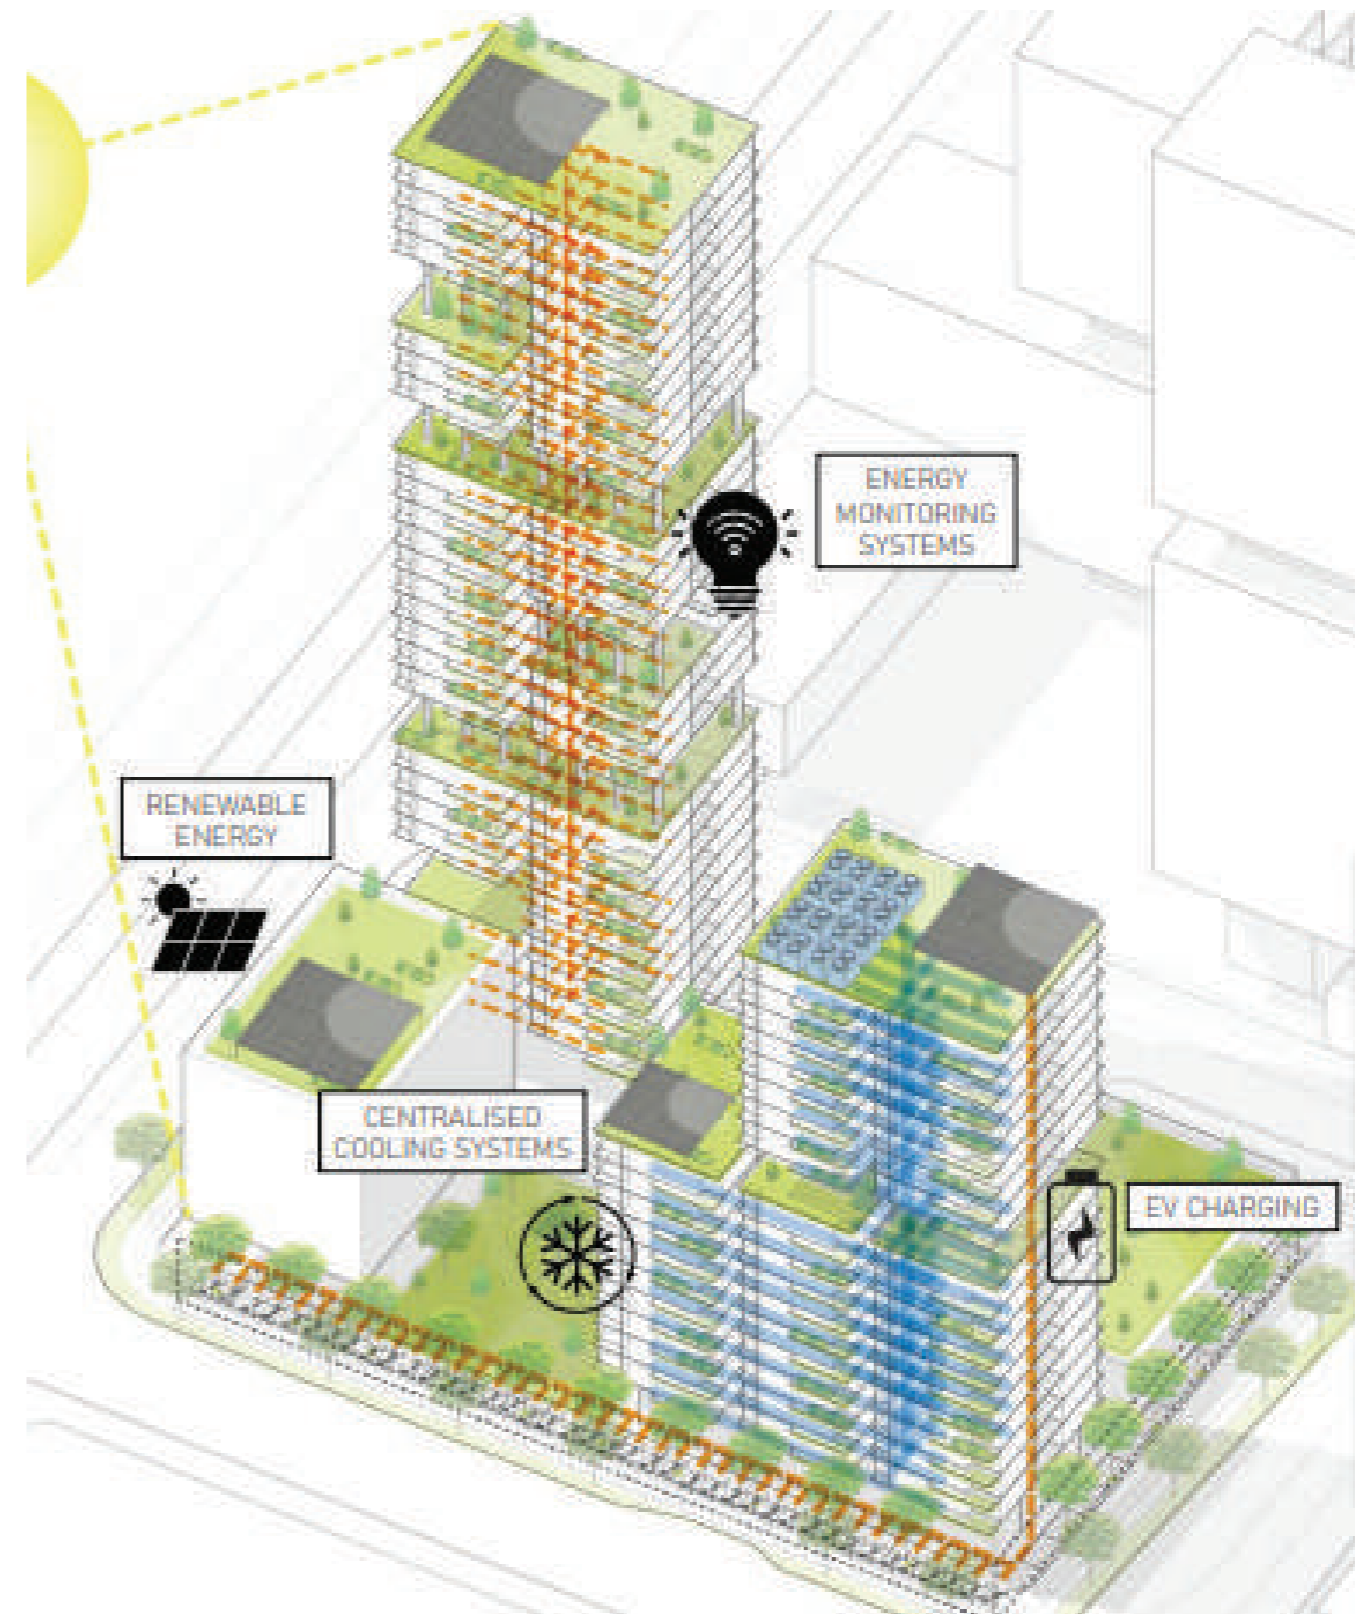 ENERGY
MONITORING
SYSTEMS
RENEWABLE
ENERGY
CENTRALISED
COOLING SYSTEMS
EV CHARGING